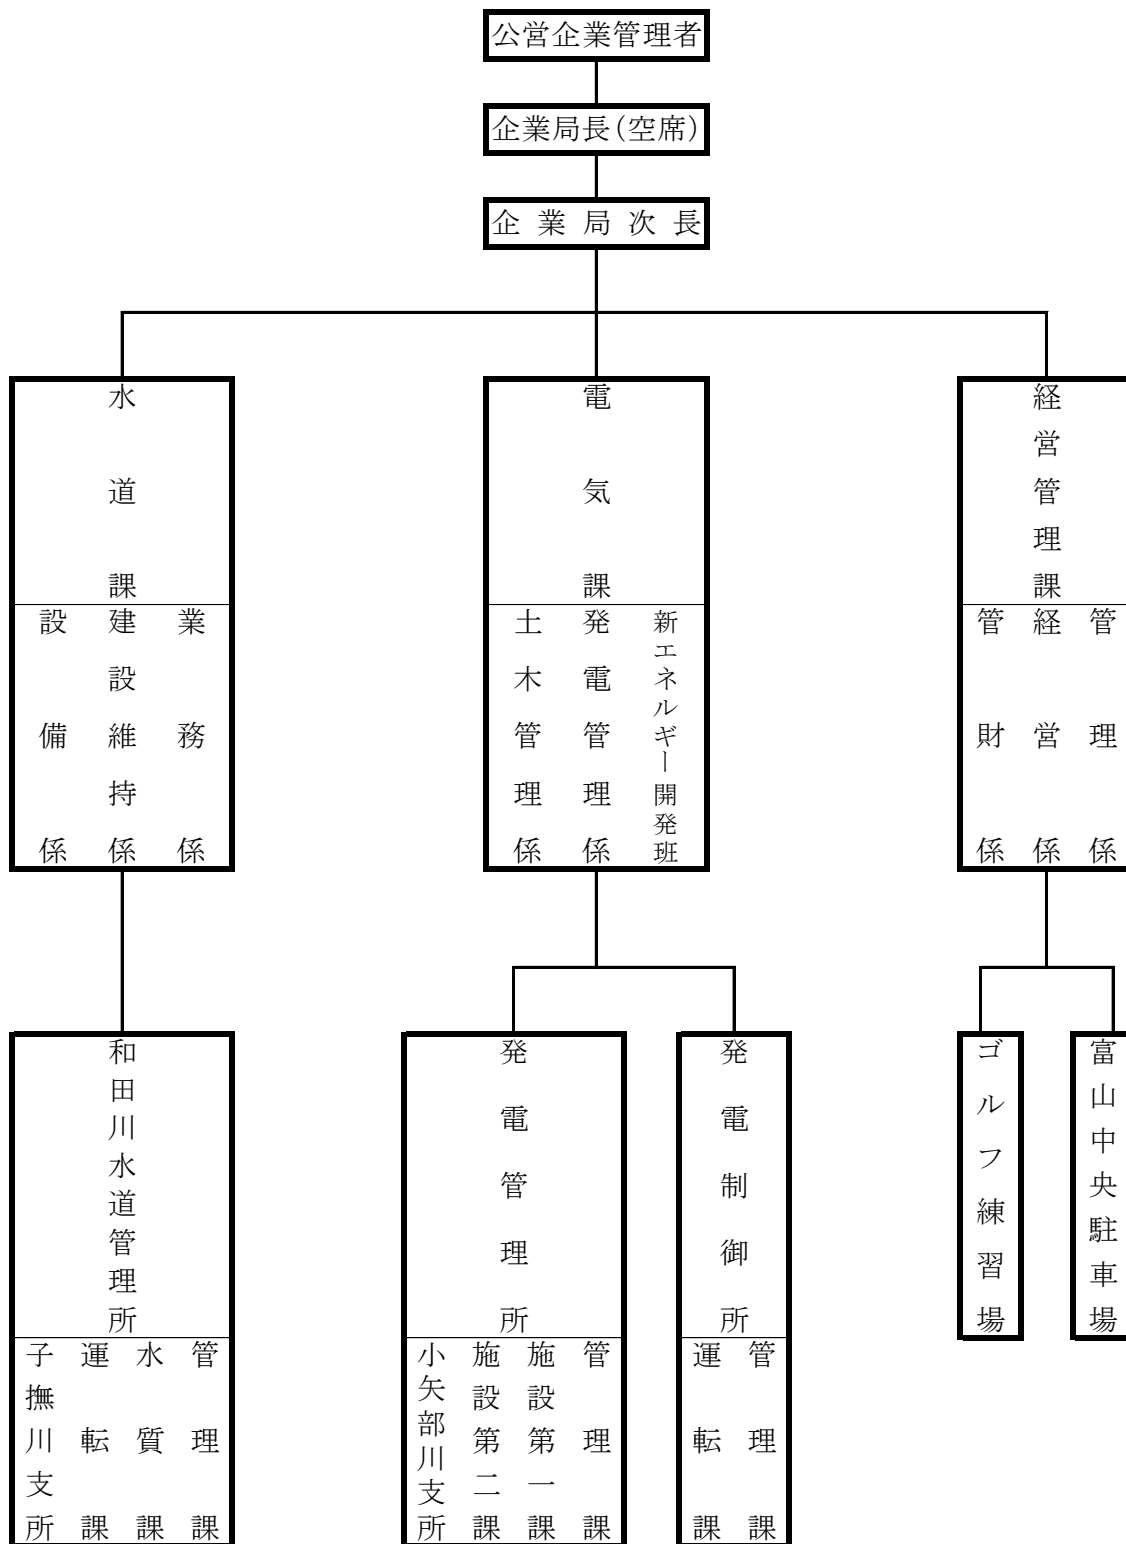 公営企業管理者
企業局長(空席)
企業局次長
経営管理課
管理係
経営係
管財係
電気課
新エネルギー開発班
発電管理係
土木管理係
水道課
業務係
建設維持係
設備係
富山中央駐車場
ゴルフ練習場
発電制御所
管理課
運転課
発電管理所
管理課
施設第一課
施設第二課
小矢部川支所
和田川水道管理所
管理課
水質課
運転課
子撫川支所